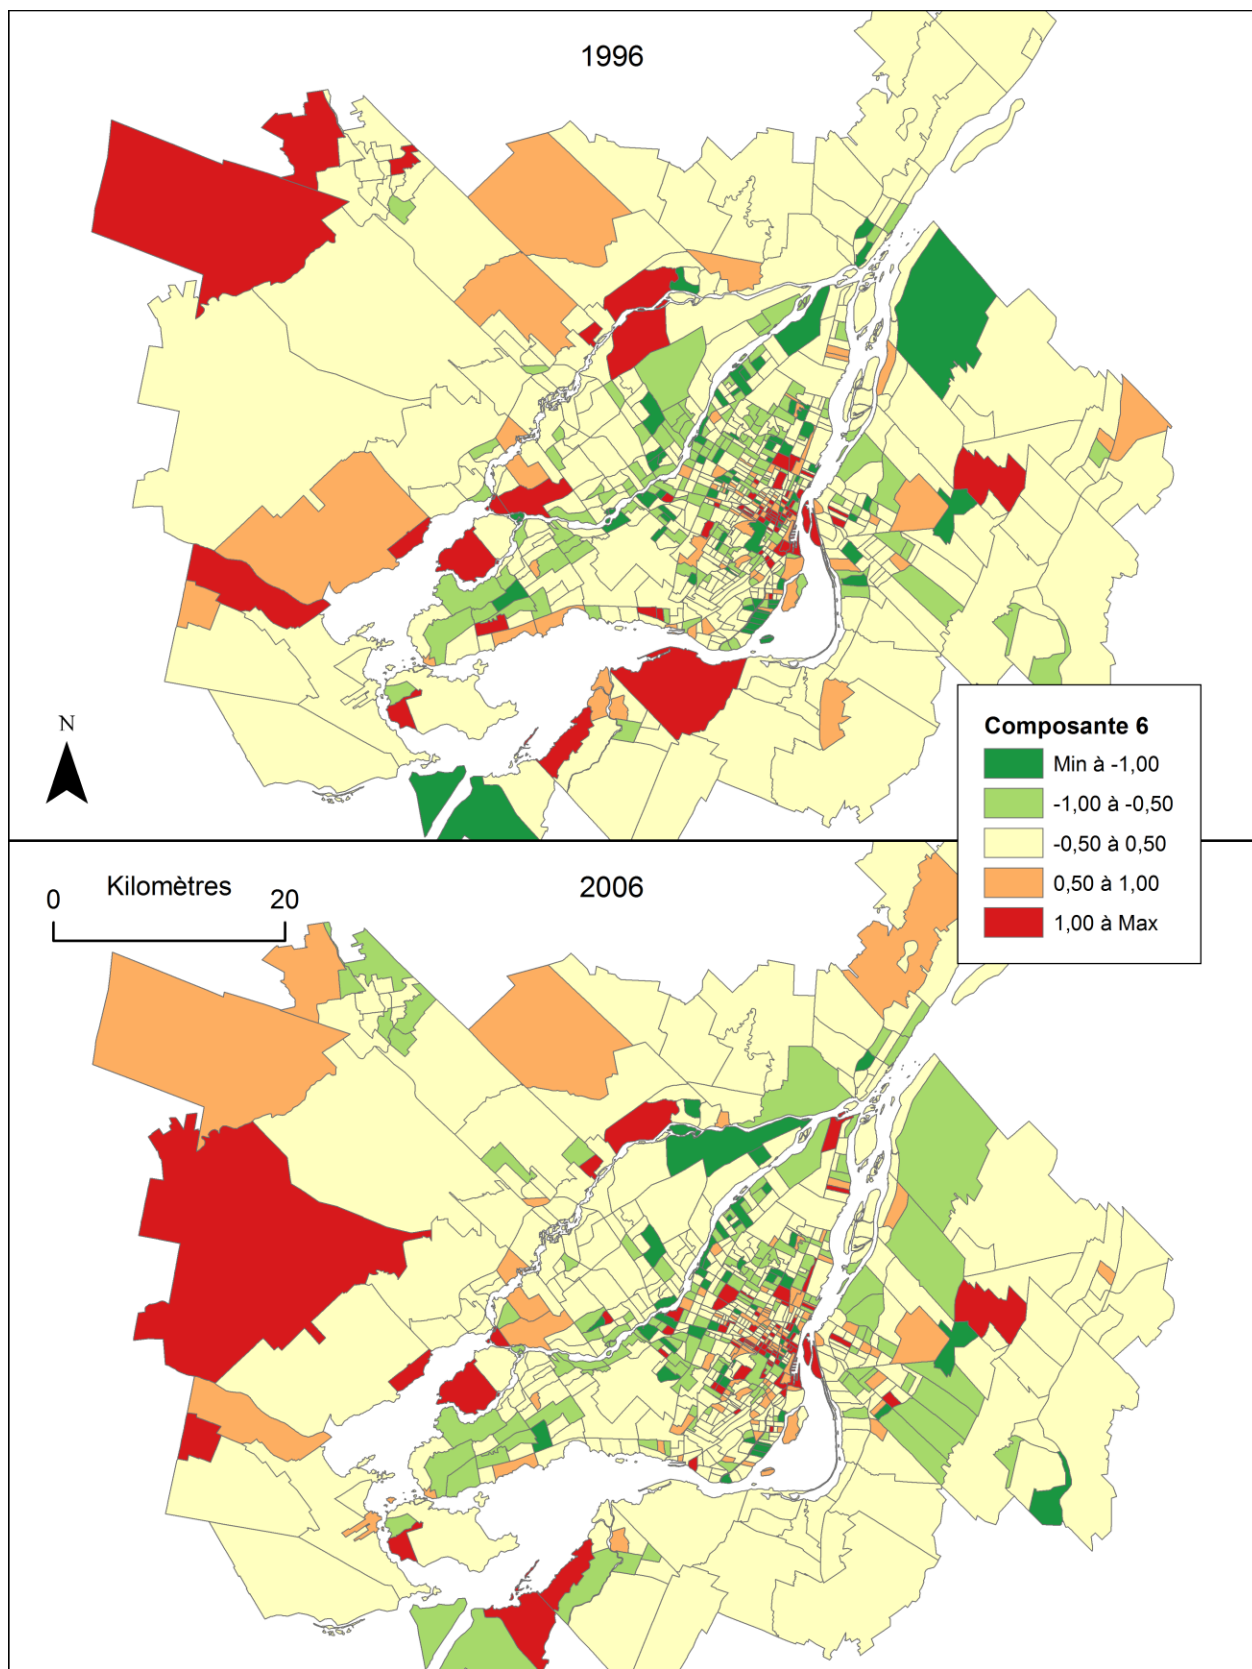 1996
N
Composante 6
Min à -1,00
-1,00 à -0,50
-0,50 à 0,50
0,50 à 1,00
1,00 à Max
Kilomètres
0 20
2006